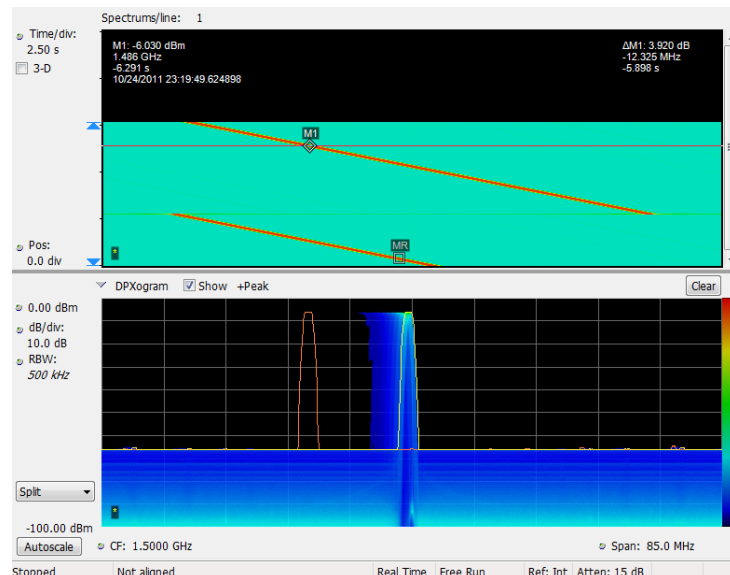 Spectrums/line: 1
Time/div:
2.50 s
3-D
M1: -6.030 dBm
1.486 GHz
-6.291 s
10/24/2011 23:19:49.624898
ΔM1: 3.920 dB
-12.325 MHz
-5.898 s
M1
MR
Pos:
0.0 div
DPXogram Show +Peak Clear
0.00 dBm
dB/div:
10.0 dB
RBW:
500 kHz
Split
-100.00 dBm
Autoscale CF: 1.5000 GHz Span: 85.0 MHz
Stopped Not aligned Real Time Free Run Ref: Int Atten: 15 dB